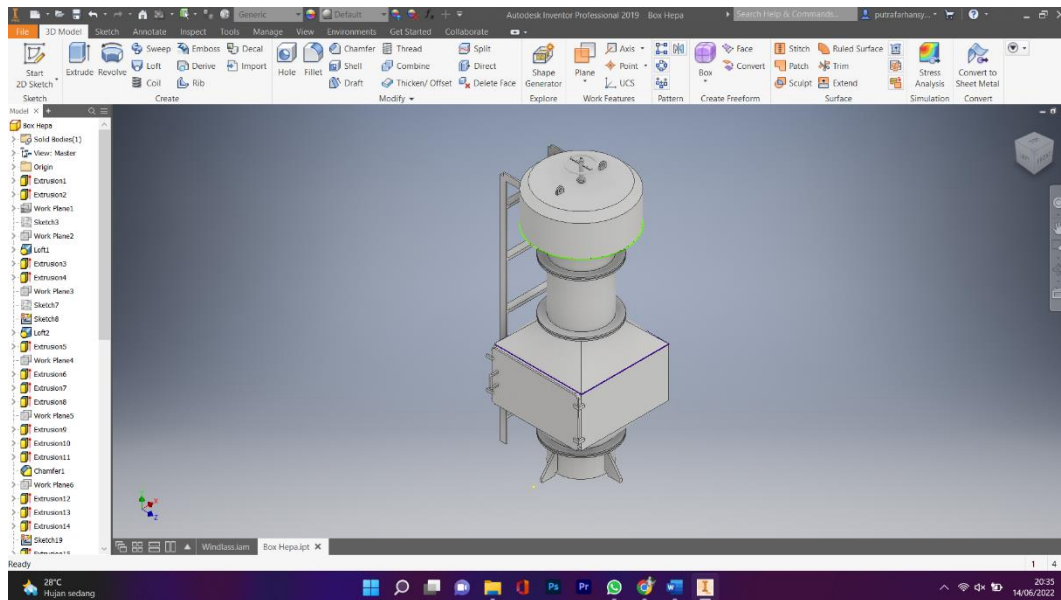 Generic
Default
Autodesk Inventor Professional 2019 Box Hepa
Search Help & Commands...
putrafarhansy...
File 3D Model Sketch Annotate Inspect Tools Manage View Environments Get Started Collaborate
Start 2D Sketch
Extrude Revolve
Sweep Emboss Decal
Loft Derive Import
Coil Rib
Hole Fillet
Chamfer Thread Split
Shell Combine Direct
Draft Thicken/ Offset Delete Face
Shape Generator
Plane
Axis
Point
UCS
Box
Face
Convert
Stitch Ruled Surface
Patch Trim
Sculpt Extend
Stress Analysis
Convert to Sheet Metal
Sketch Create Modify Explore Work Features Pattern Create Freeform Surface Simulation Convert
Model
Box Hepa
Solid Bodies(1)
View: Master
Origin
Extrusion1
Extrusion2
Work Plane1
Sketch3
Work Plane2
Loft1
Extrusion3
Extrusion4
Work Plane3
Sketch7
Sketch8
Loft2
Extrusion5
Work Plane4
Extrusion6
Extrusion7
Extrusion8
Work Plane5
Extrusion9
Extrusion10
Extrusion11
Chamfer1
Work Plane6
Extrusion12
Extrusion13
Extrusion14
Sketch19
Windlass.iam Box Hepa.ipt
Ready
1 4
28°C
Hujan sedang
Ps Pr
20:35
14/06/2022